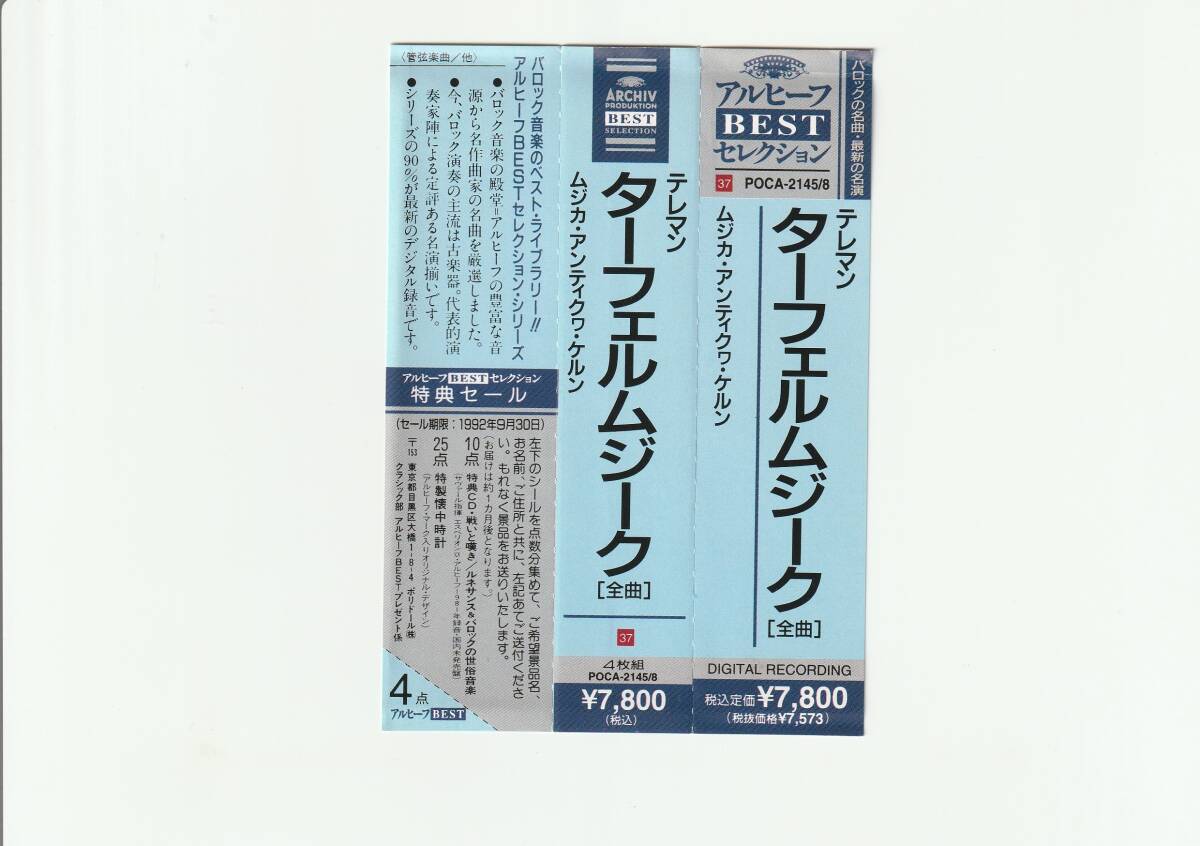 バロックの名曲・最新の名演
アルヒーフ
BEST
セレクション
37 POCA-2145/8
テレマン
ターフェルムジーク
[全曲]
ムジカ・アンティクヮ・ケルン
DIGITAL RECORDING
税込定価¥7,800
(税抜価格¥7,573)
ARCHIV
PRODUKTION
BEST
SELECTION
テレマン
ターフェルムジーク
[全曲]
ムジカ・アンティクヮ・ケルン
37
4枚組
POCA-2145/8
¥7,800
(税込)
バロック音楽のベスト・ライブラリー!!
アルヒーフBESTセレクション・シリーズ
〈管弦楽曲/他〉
●バロック音楽の殿堂=アルヒーフの豊富な音
源から名作曲家の名曲を厳選しました。
●今、バロック演奏の主流は古楽器。代表的演
奏家陣による定評ある名演揃いです。
●シリーズの90%が最新のデジタル録音です。
アルヒーフBESTセレクション
特典セール
(セール期限:1992年9月30日)
左下のシールを点数分集めて、ご希望景品名、
お名前、ご住所と共に、左記あてご送付くださ
い。もれなく景品をお送りいたします。
(お届けは約1カ月後となります。)
10点 特典CD・戦いと嘆き/ルネサンス&バロックの世俗音楽
25点 特製懐中時計
(アルヒーフ・マーク入りオリジナル・デザイン)
〒153 東京都目黒区大橋1-8-4 ポリドール㈱
クラシック部 アルヒーフBESTプレゼント係
4点
アルヒーフBEST